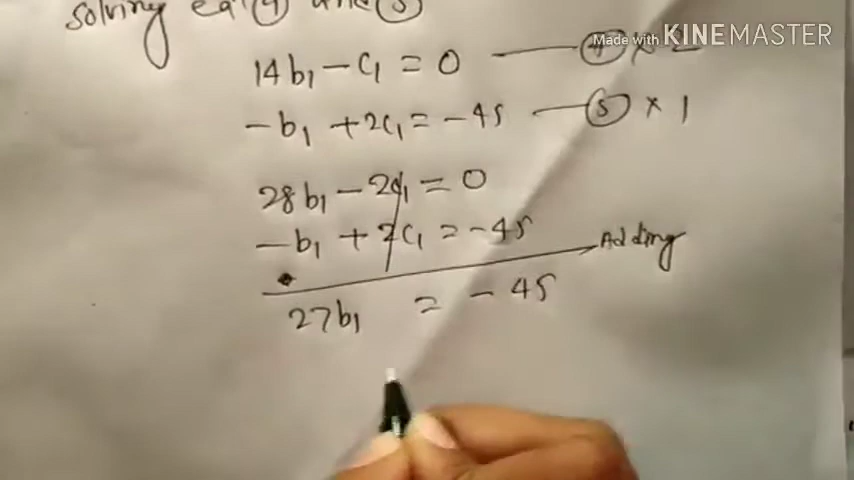 solving eq. (4) and (5)
Made with KINEMASTER
14b₁ - c₁ = 0 — (4) × 2
-b₁ + 2c₁ = -45 — (5) × 1
28b₁ - 2c₁ = 0
-b₁ + 2c₁ = -45
Adding
27b₁ = -45